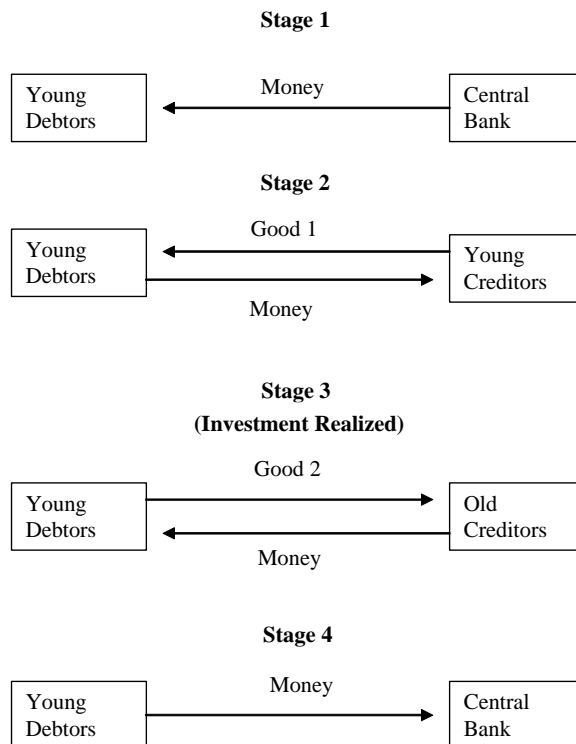 Stage 1
Money
Young
Debtors
Central
Bank
Stage 2
Good 1
Young
Debtors
Young
Creditors
Money
Stage 3
(Investment Realized)
Good 2
Young
Debtors
Old
Creditors
Money
Stage 4
Money
Young
Debtors
Central
Bank